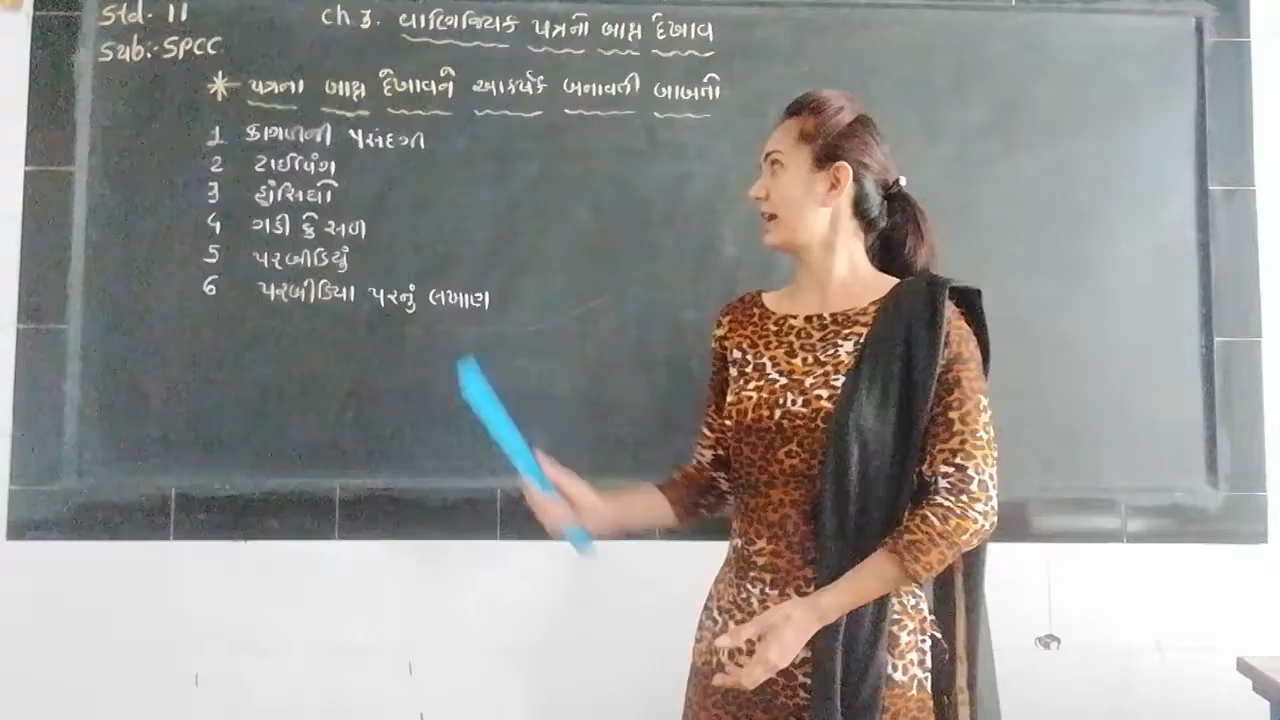 Std- 11
ch 3. વાણિજ્યિક પત્રનો બાહ્ય દેખાવ
Sub:- SPCC
* પત્રના બાહ્ય દેખાવને આકર્ષક બનાવતી બાબતો
1 કાગળની પસંદગી
2 ટાઈપિંગ
3 હાંસિયો
4 ગડી કે સળ
5 પરબીડિયું
6 પરબીડિયા પરનું લખાણ